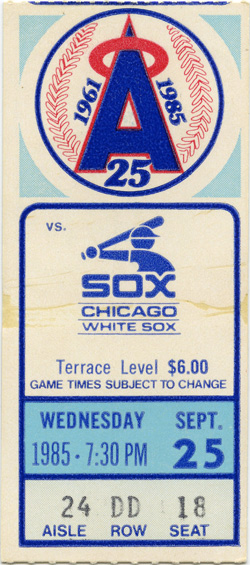 1961 A 1985
25
VS.
SOX
CHICAGO
WHITE SOX
Terrace Level $6.00
GAME TIMES SUBJECT TO CHANGE
WEDNESDAY SEPT.
1985 • 7:30 PM 25
24 DD 18
AISLE ROW SEAT